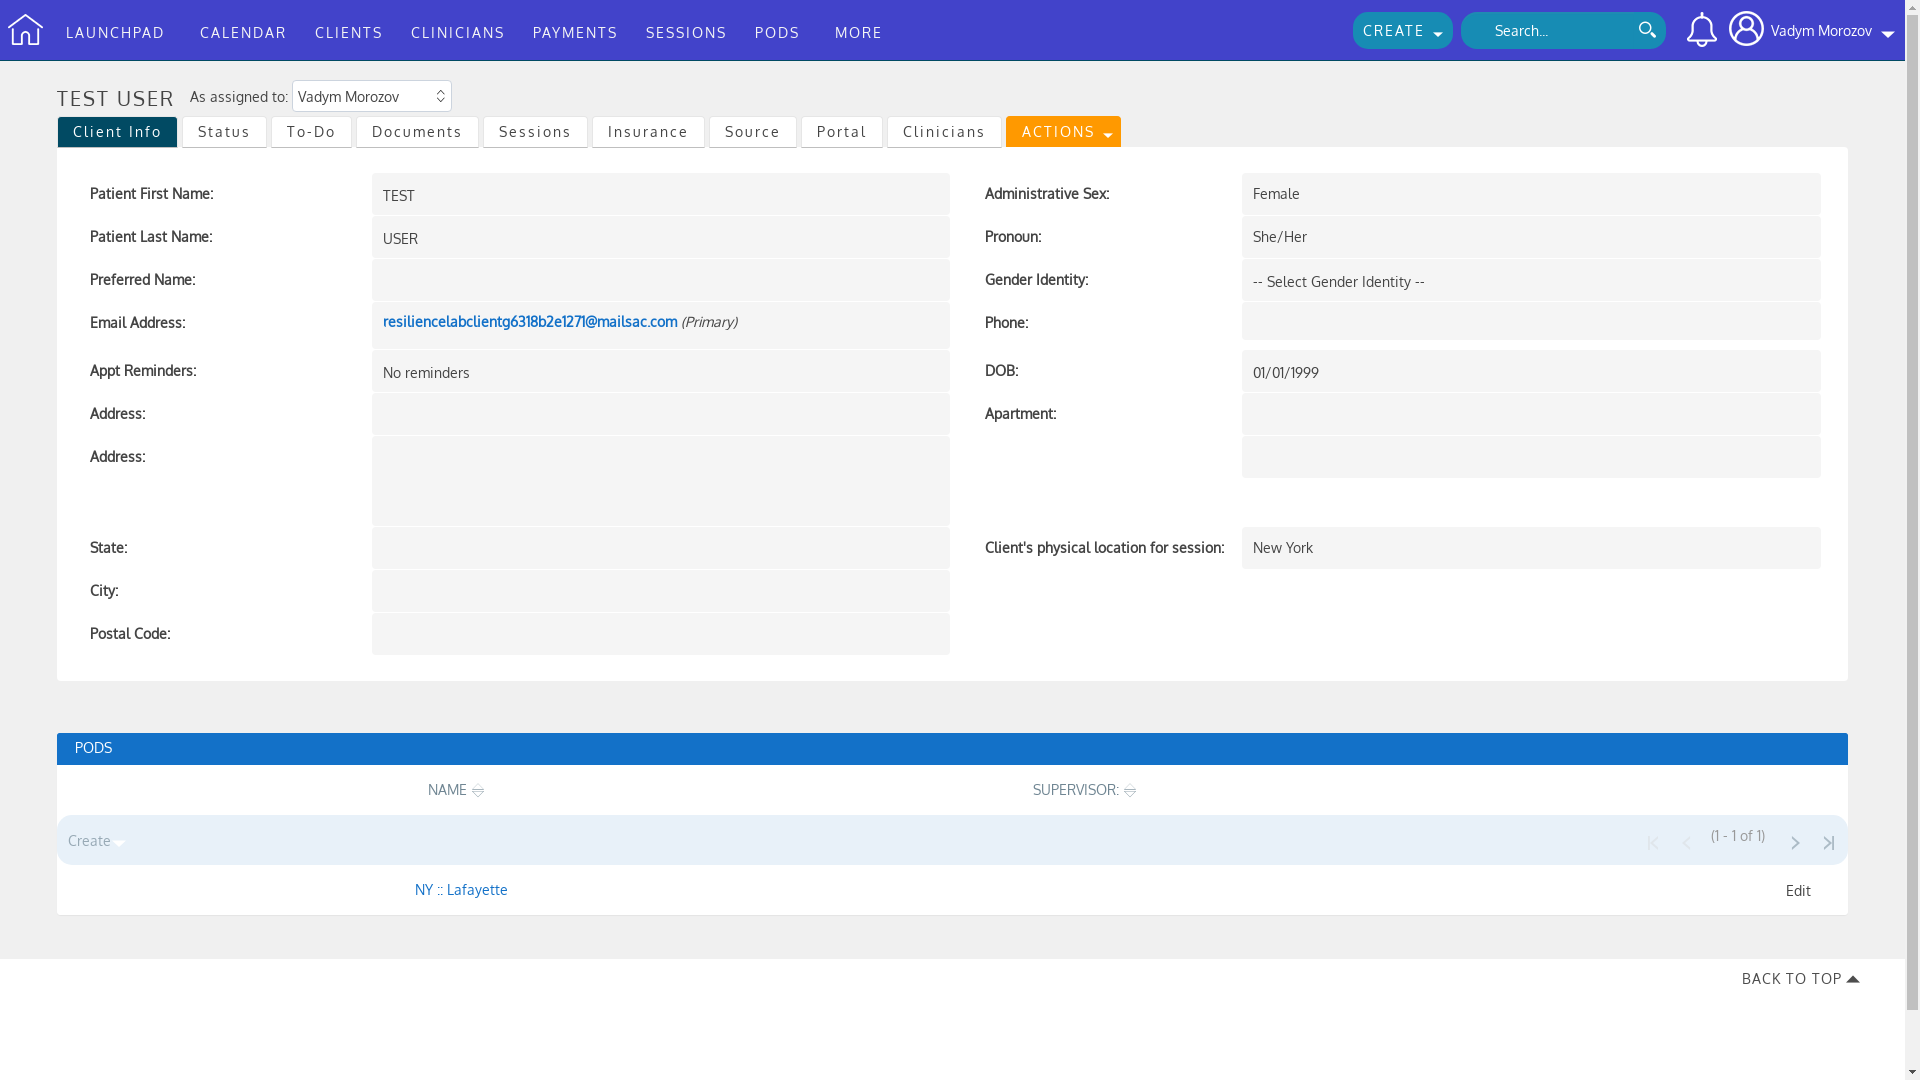 LAUNCHPAD CALENDAR CLIENTS CLINICIANS PAYMENTS SESSIONS PODS MORE CREATE Search... Vadym Morozov
TEST USER As assigned to: Vadym Morozov
Client Info Status To-Do Documents Sessions Insurance Source Portal Clinicians ACTIONS
Patient First Name: TEST Administrative Sex: Female
Patient Last Name: USER Pronoun: She/Her
Preferred Name: Gender Identity: -- Select Gender Identity --
Email Address: resiliencelabclientg6318b2e1271@mailsac.com (Primary) Phone:
Appt Reminders: No reminders DOB: 01/01/1999
Address: Apartment:
Address:
State: Client's physical location for session: New York
City:
Postal Code:
PODS
NAME SUPERVISOR:
Create (1 - 1 of 1)
NY :: Lafayette Edit
BACK TO TOP